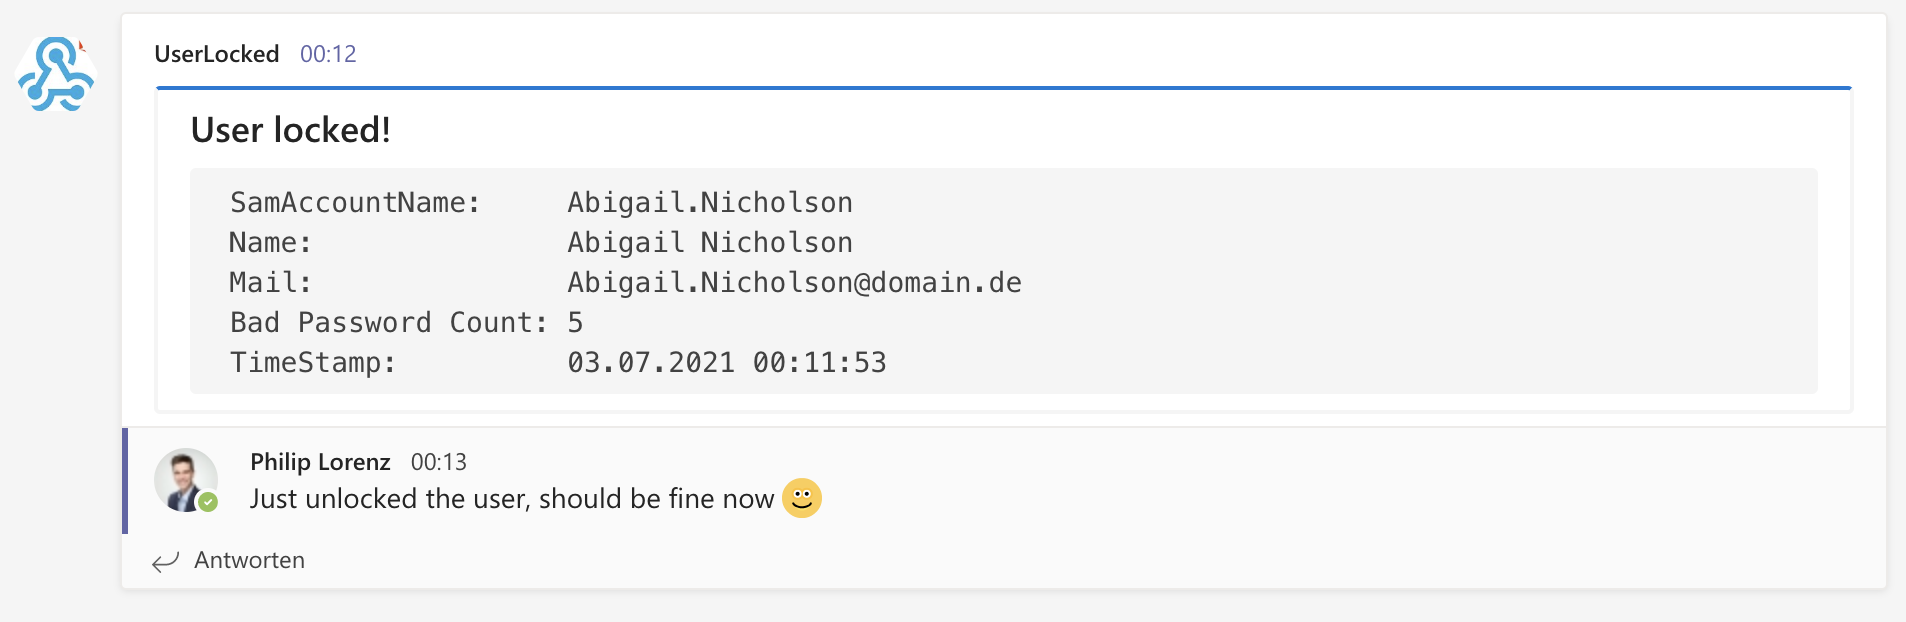 UserLocked 00:12
User locked!
SamAccountName: Abigail.Nicholson
Name: Abigail Nicholson
Mail: Abigail.Nicholson@domain.de
Bad Password Count: 5
TimeStamp: 03.07.2021 00:11:53
Philip Lorenz 00:13
Just unlocked the user, should be fine now 🙂
Antworten